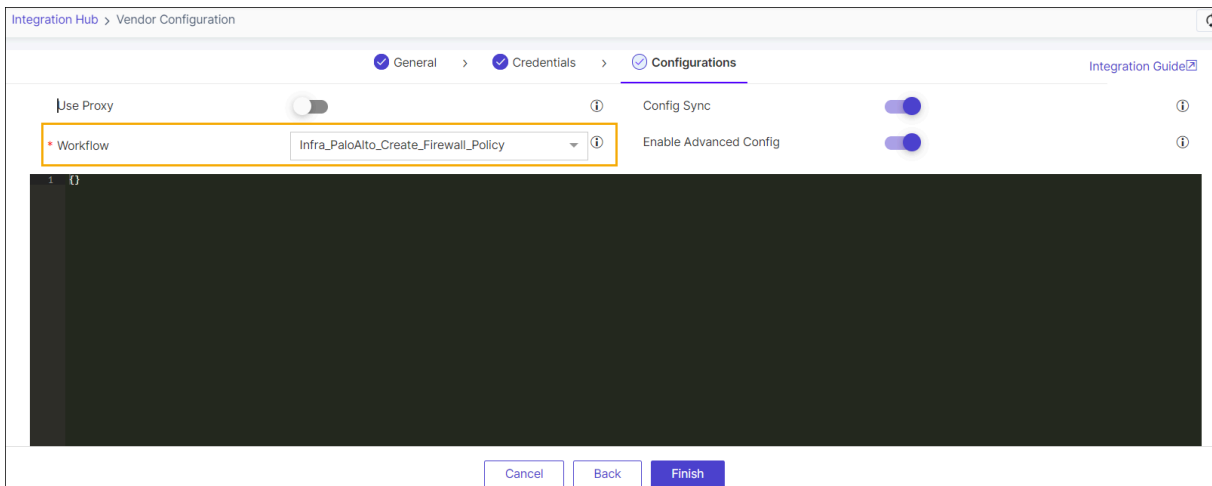 Integration Hub > Vendor Configuration
General > Credentials > Configurations
Integration Guide
Use Proxy
Config Sync
* Workflow
Infra_PaloAlto_Create_Firewall_Policy
Enable Advanced Config
1 {}
Cancel
Back
Finish